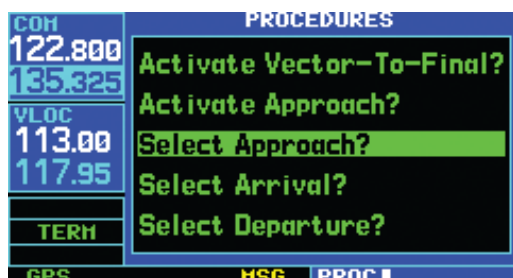 COM
122.800
135.325
VLOC
113.00
117.95
TERM
GPS
PROCEDURES
Activate Vector-To-Final?
Activate Approach?
Select Approach?
Select Arrival?
Select Departure?
MSG
PROC